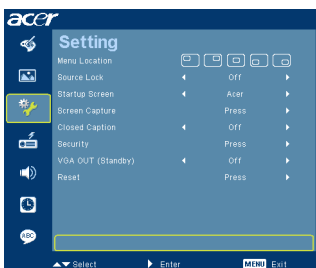 acer
Setting
Menu Location
Source Lock Off
Startup Screen Acer
Screen Capture Press
Closed Caption Off
Security Press
VGA OUT (Standby) Off
Reset Press
ABC
Select Enter MENU Exit